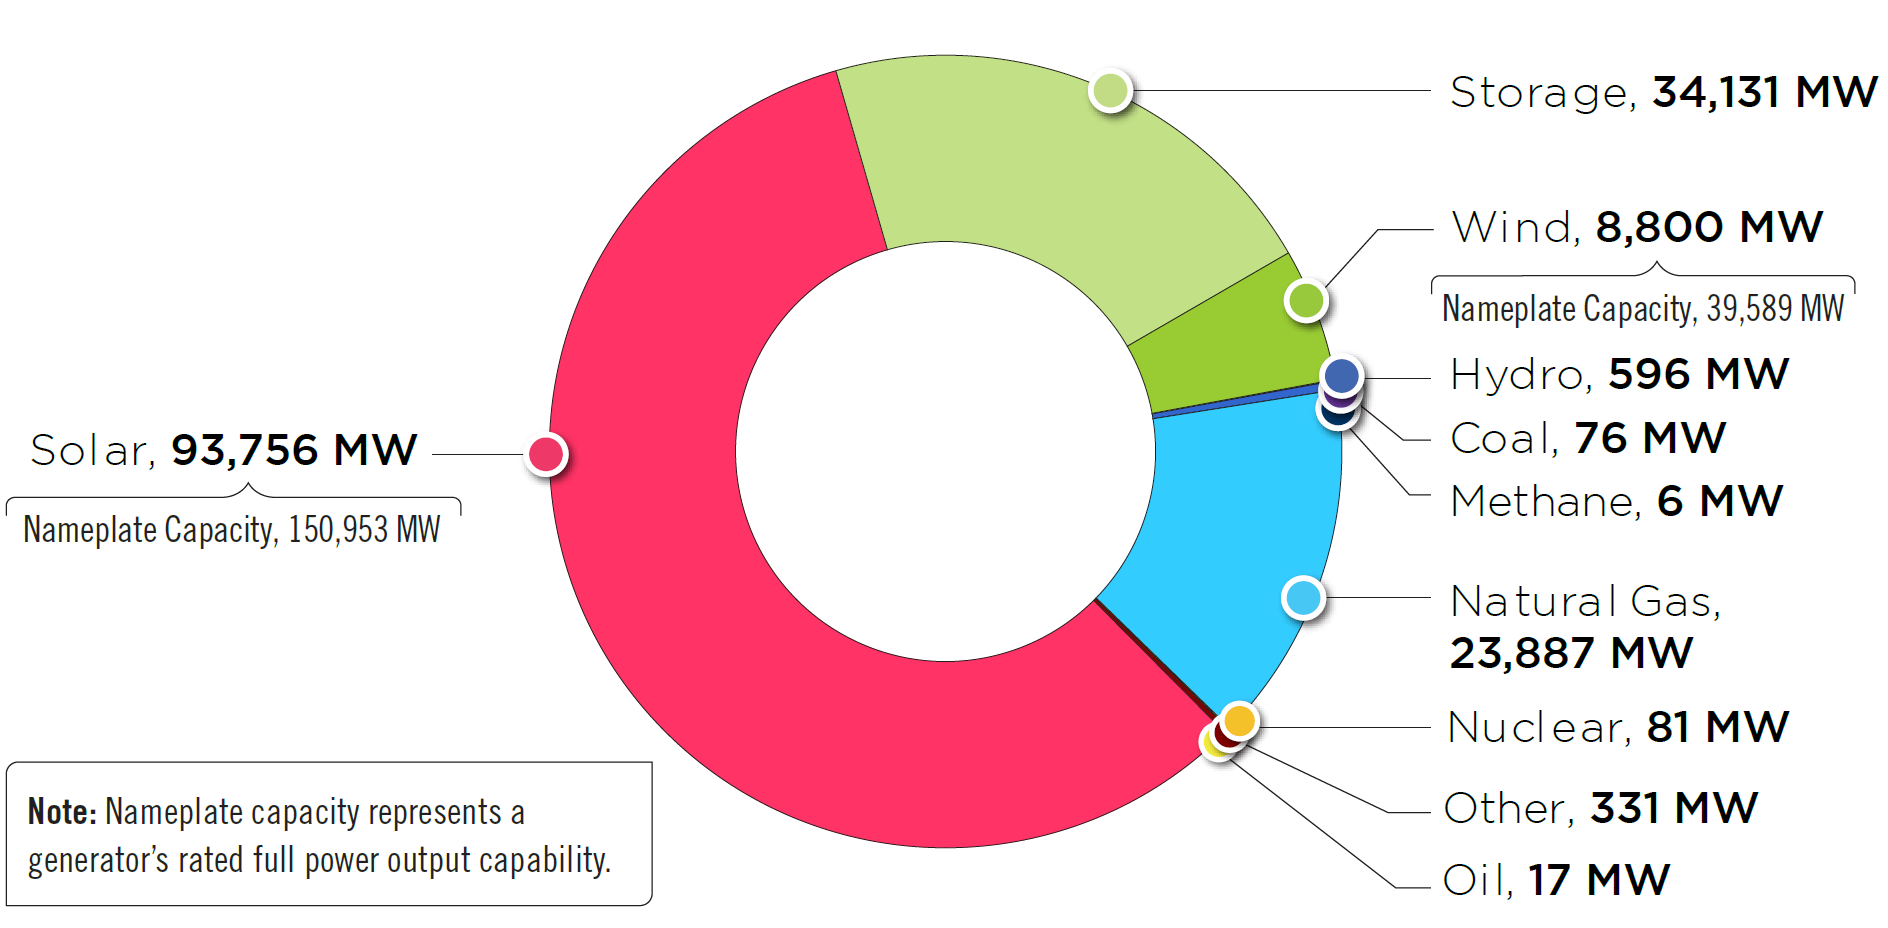 Storage, 34,131 MW
Wind, 8,800 MW
Nameplate Capacity, 39,589 MW
Hydro, 596 MW
Coal, 76 MW
Methane, 6 MW
Natural Gas,
23,887 MW
Nuclear, 81 MW
Other, 331 MW
Oil, 17 MW
Solar, 93,756 MW
Nameplate Capacity, 150,953 MW
Note: Nameplate capacity represents a
generator’s rated full power output capability.